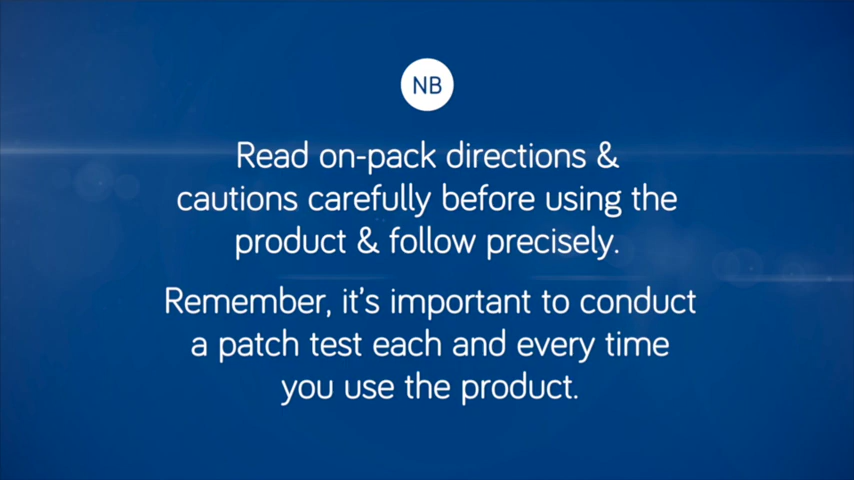 NB
Read on-pack directions &
cautions carefully before using the
product & follow precisely.
Remember, it's important to conduct
a patch test each and every time
you use the product.